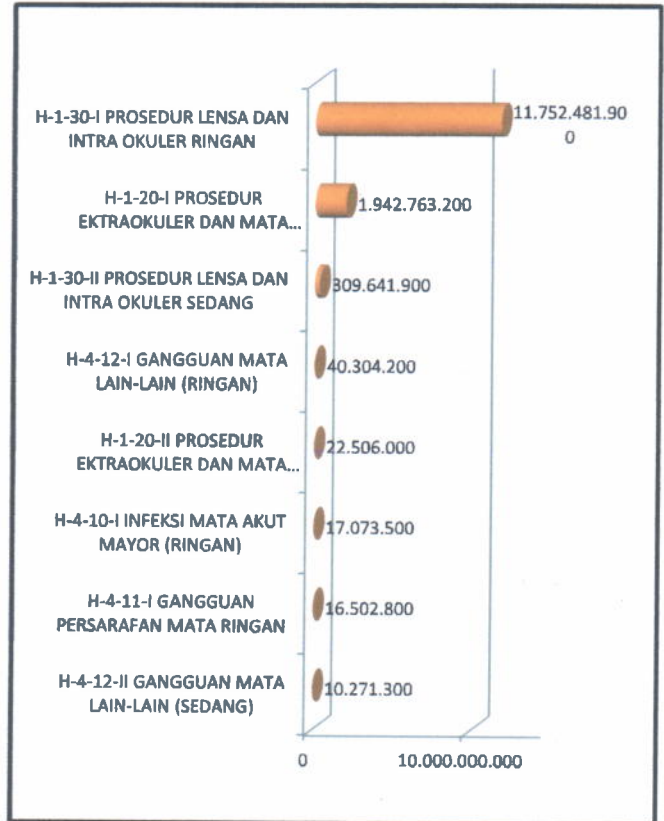 H-1-30-I PROSEDUR LENSA DAN
INTRA OKULER RINGAN
11.752.481.90
0
H-1-20-I PROSEDUR
EKTRAOKULER DAN MATA...
1.942.763.200
H-1-30-II PROSEDUR LENSA DAN
INTRA OKULER SEDANG
309.641.900
H-4-12-I GANGGUAN MATA
LAIN-LAIN (RINGAN)
40.304.200
H-1-20-II PROSEDUR
EKTRAOKULER DAN MATA...
22.506.000
H-4-10-I INFEKSI MATA AKUT
MAYOR (RINGAN)
17.073.500
H-4-11-I GANGGUAN
PERSARAFAN MATA RINGAN
16.502.800
H-4-12-II GANGGUAN MATA
LAIN-LAIN (SEDANG)
10.271.300
0
10.000.000.000